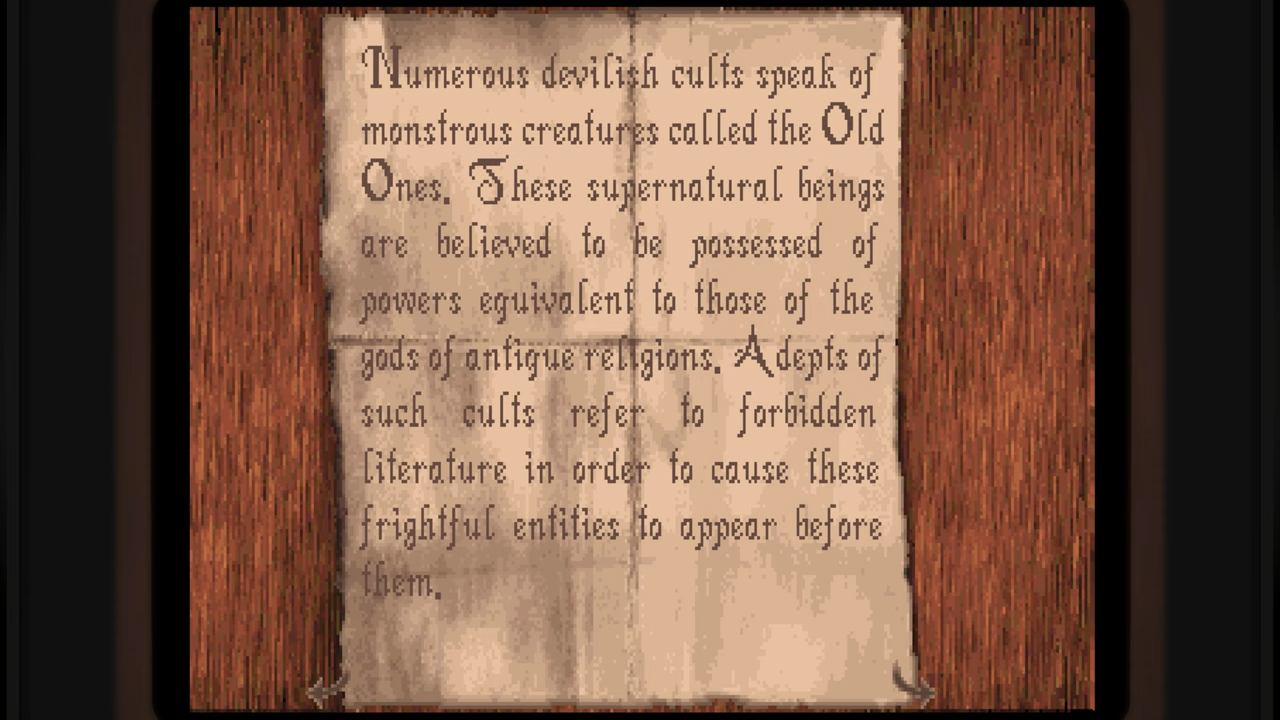 Numerous devilish cults speak of
monstrous creatures called the Old
Ones. These supernatural beings
are believed to be possessed of
powers equivalent to those of the
gods of antique religions. Adepts of
such cults refer to forbidden
literature in order to cause these
frightful entities to appear before
them.